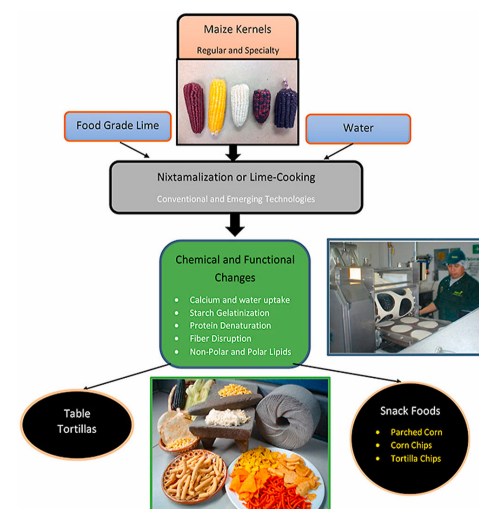 Maize Kernels
Regular and Specialty
Food Grade Lime
Water
Nixtamalization or Lime-Cooking
Conventional and Emerging Technologies
Chemical and Functional
Changes
• Calcium and water uptake
• Starch Gelatinization
• Protein Denaturation
• Fiber Disruption
• Non-Polar and Polar Lipids
Table
Tortillas
Snack Foods
• Parched Corn
• Corn Chips
• Tortilla Chips